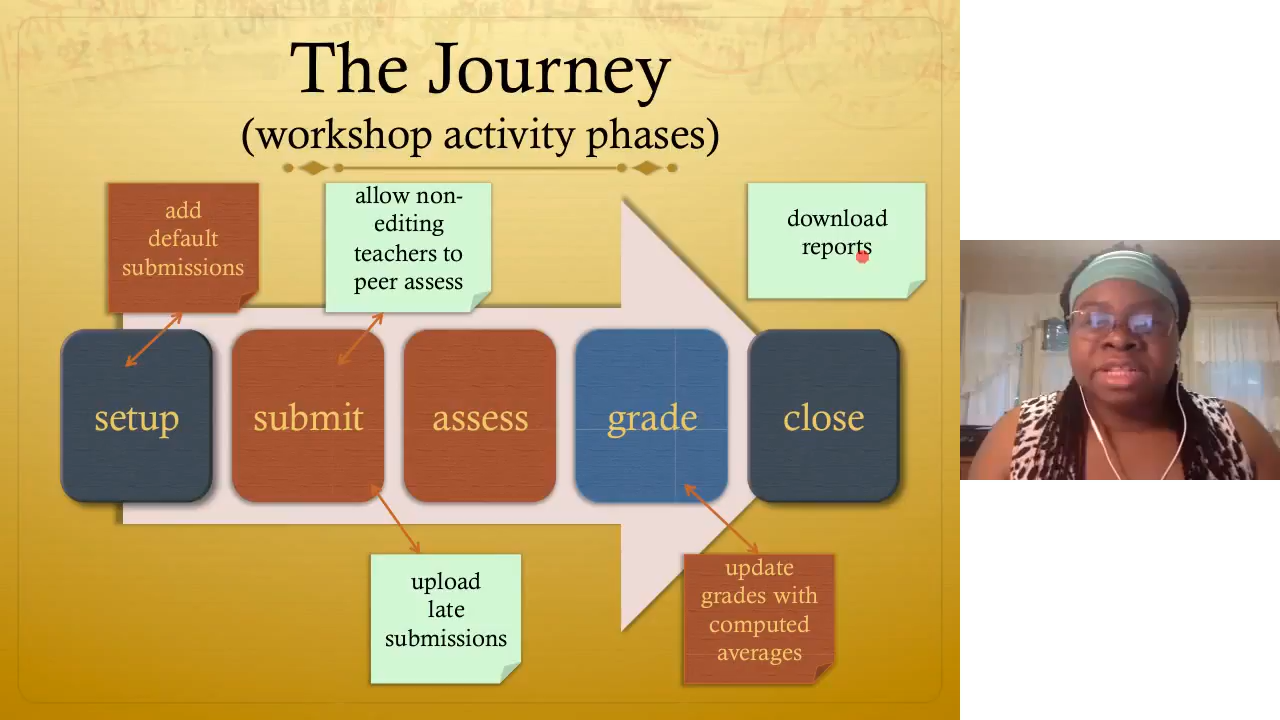 The Journey
(workshop activity phases)
add
default
submissions
allow non-
editing
teachers to
peer assess
download
reports
setup
submit
assess
grade
close
upload
late
submissions
update
grades with
computed
averages